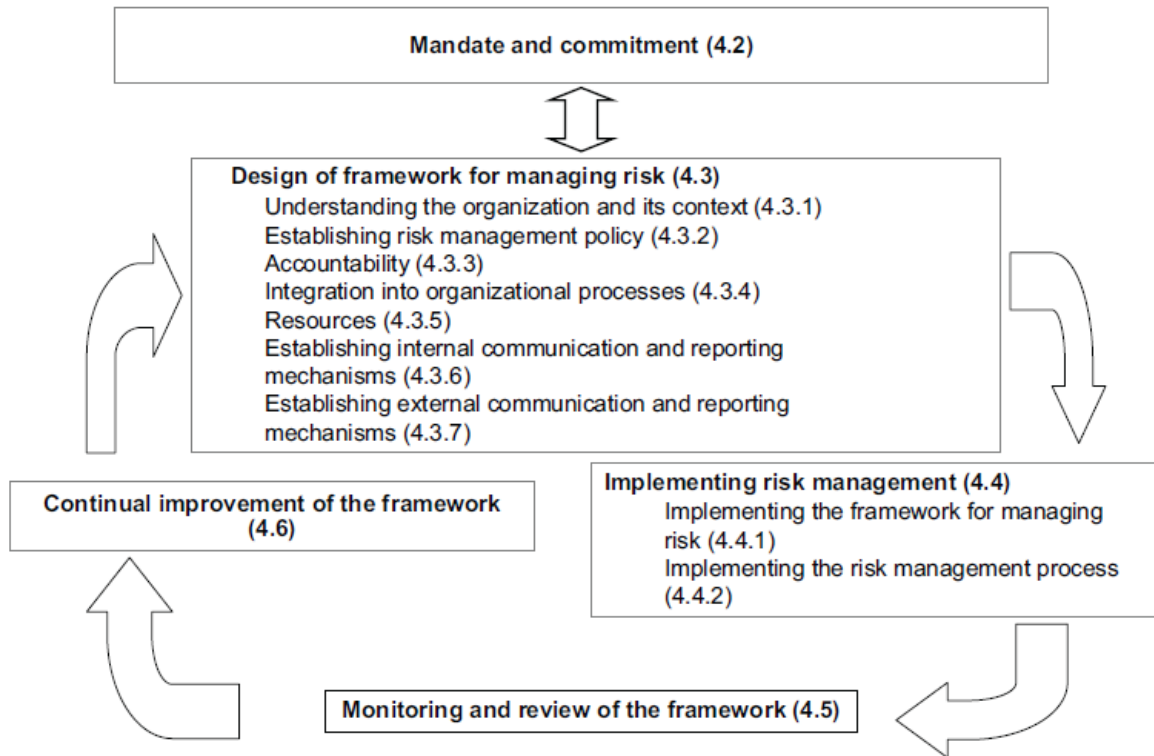 Mandate and commitment (4.2)
Design of framework for managing risk (4.3)
Understanding the organization and its context (4.3.1)
Establishing risk management policy (4.3.2)
Accountability (4.3.3)
Integration into organizational processes (4.3.4)
Resources (4.3.5)
Establishing internal communication and reporting
mechanisms (4.3.6)
Establishing external communication and reporting
mechanisms (4.3.7)
Implementing risk management (4.4)
Implementing the framework for managing
risk (4.4.1)
Implementing the risk management process
(4.4.2)
Monitoring and review of the framework (4.5)
Continual improvement of the framework
(4.6)